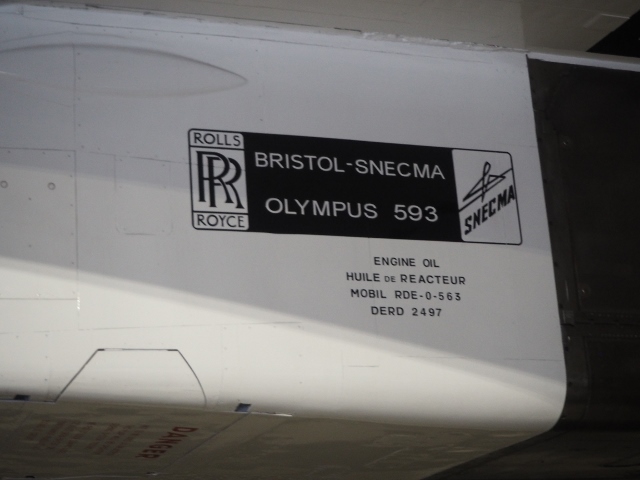 ROLLS
RR
ROYCE
BRISTOL-SNECMA
OLYMPUS 593
SNECMA
ENGINE OIL
HUILE DE REACTEUR
MOBIL RDE-0-563
DERD 2497
DANGER